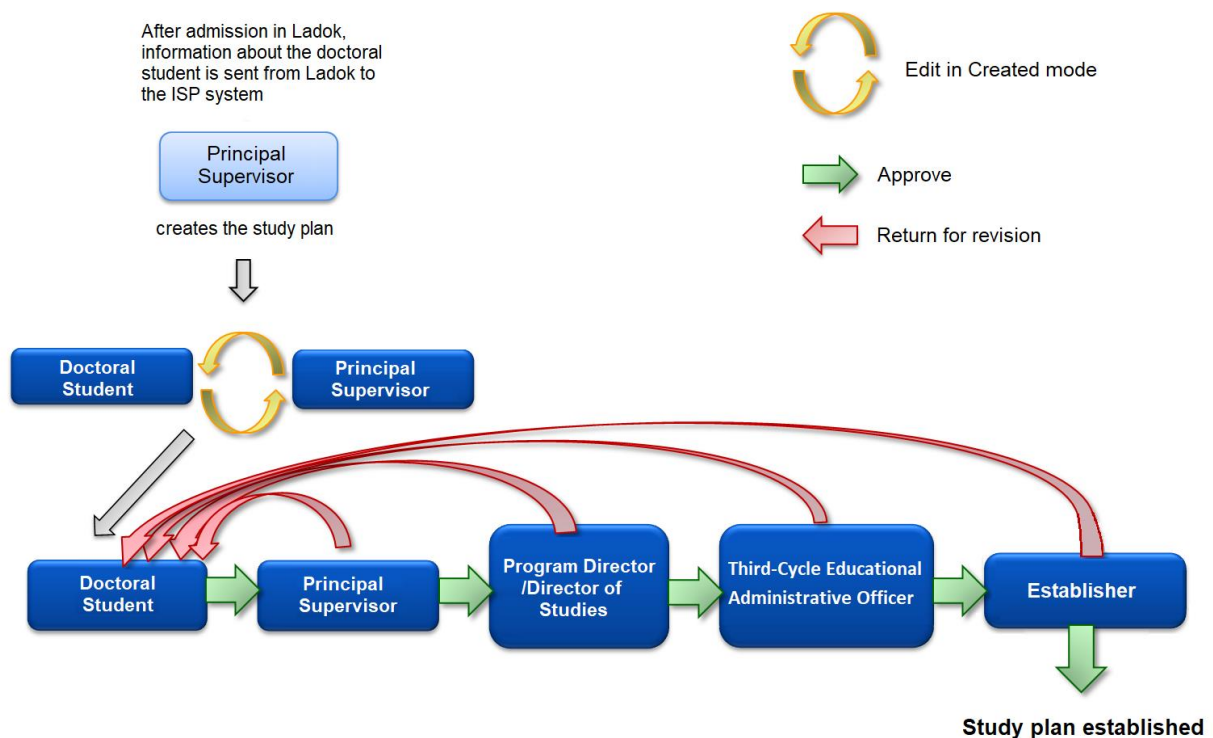 After admission in Ladok,
information about the doctoral
student is sent from Ladok to
the ISP system
Principal
Supervisor
creates the study plan
Edit in Created mode
Approve
Return for revision
Doctoral
Student
Principal
Supervisor
Doctoral
Student
Principal
Supervisor
Program Director
/Director of
Studies
Third-Cycle Educational
Administrative Officer
Establisher
Study plan established